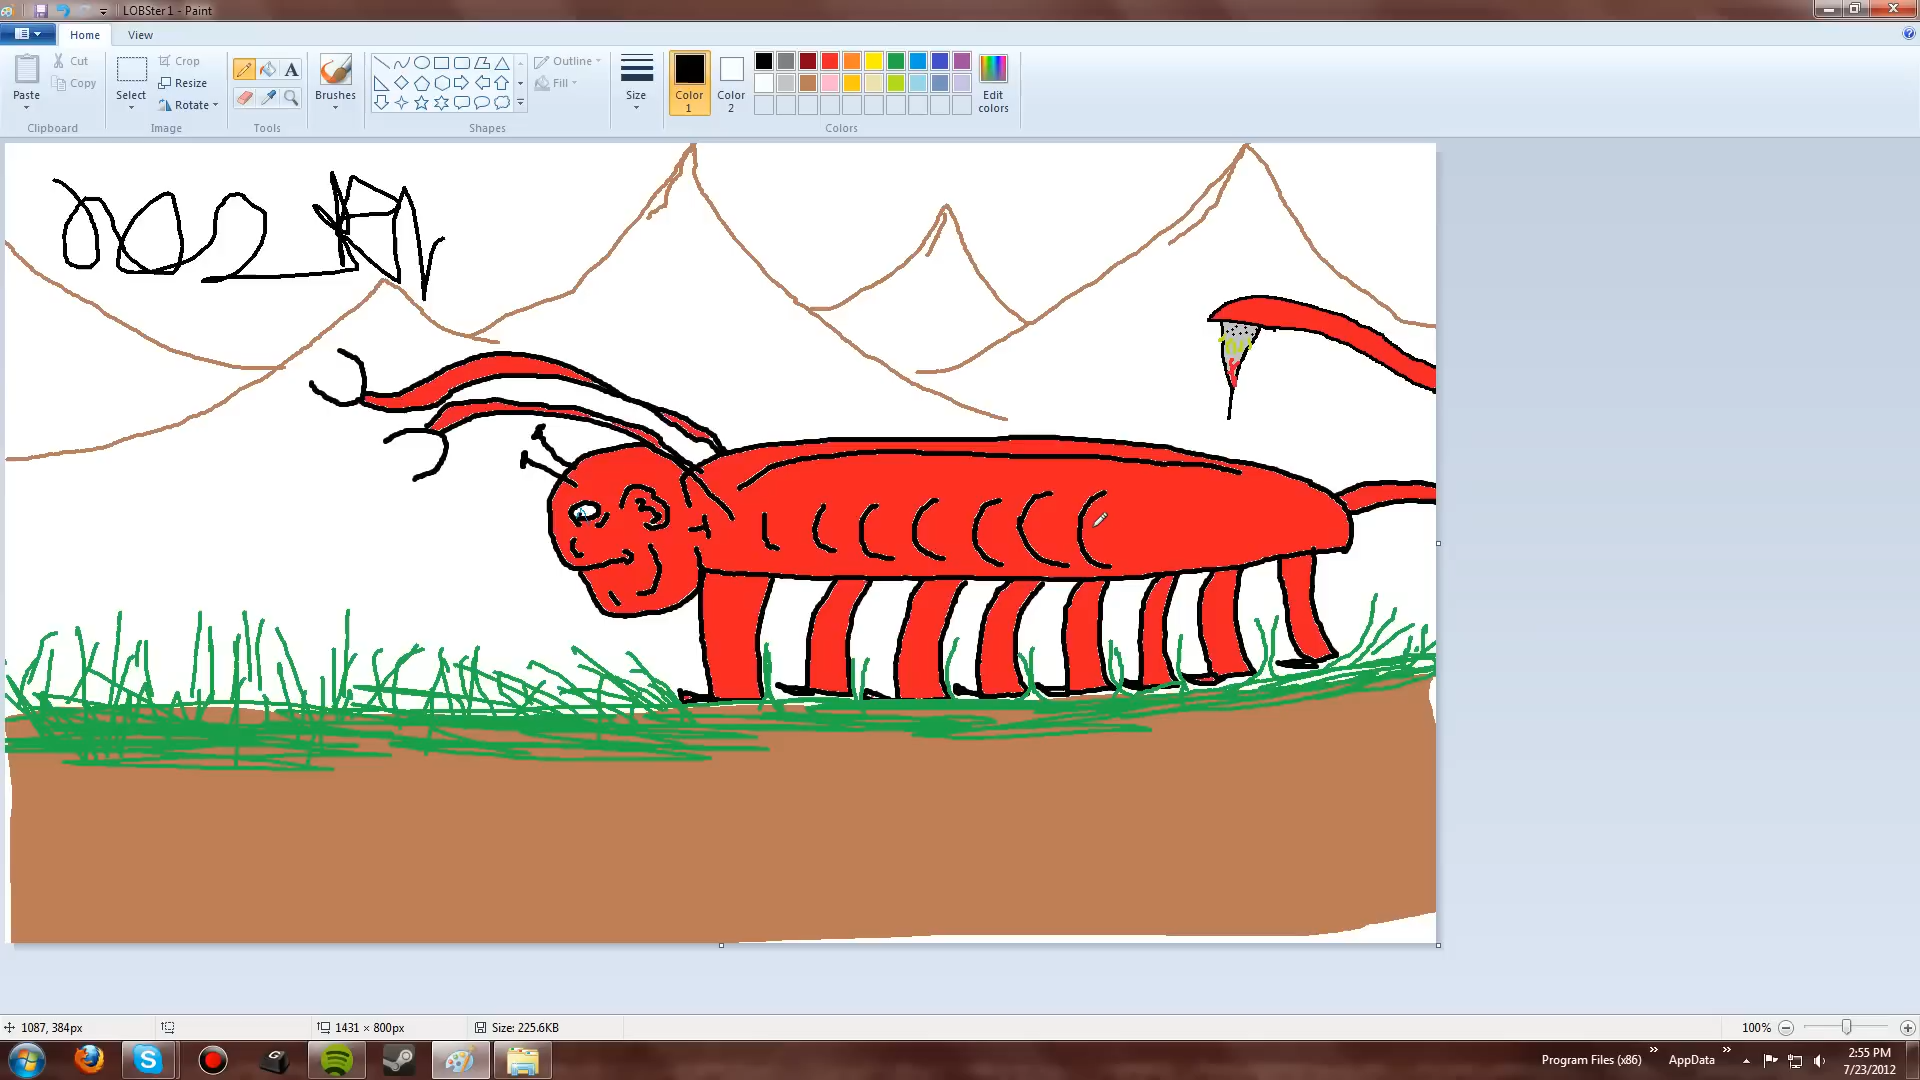 LOBSter1 - Paint
Home View
Paste
Cut
Copy
Clipboard
Select
Crop
Resize
Rotate
Image
Tools
Brushes
Shapes
Outline
Fill
Size
Color 1
Color 2
Edit colors
Colors
1087, 384px
1431 × 800px
Size: 225.6KB
100%
Program Files (x86) »
AppData »
2:55 PM
7/23/2012